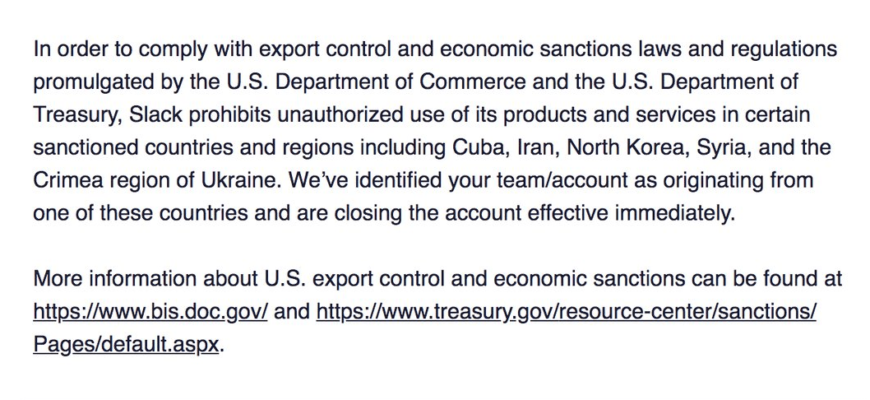 In order to comply with export control and economic sanctions laws and regulations
promulgated by the U.S. Department of Commerce and the U.S. Department of
Treasury, Slack prohibits unauthorized use of its products and services in certain
sanctioned countries and regions including Cuba, Iran, North Korea, Syria, and the
Crimea region of Ukraine. We’ve identified your team/account as originating from
one of these countries and are closing the account effective immediately.
More information about U.S. export control and economic sanctions can be found at
https://www.bis.doc.gov/ and https://www.treasury.gov/resource-center/sanctions/
Pages/default.aspx.